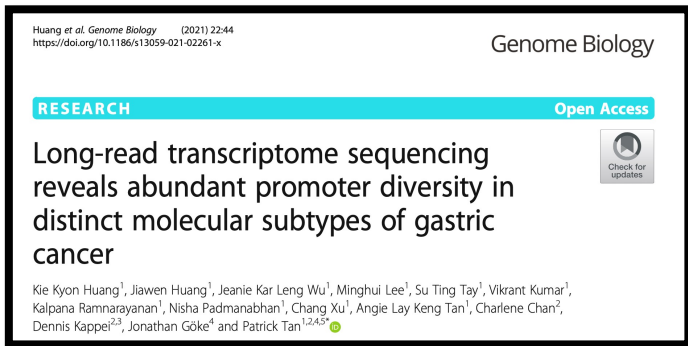 Huang et al. Genome Biology (2021) 22:44
https://doi.org/10.1186/s13059-021-02261-x
Genome Biology
RESEARCH Open Access
Long-read transcriptome sequencing
reveals abundant promoter diversity in
distinct molecular subtypes of gastric
cancer
Check for
updates
Kie Kyon Huang1, Jiawen Huang1, Jeanie Kar Leng Wu1, Minghui Lee1, Su Ting Tay1, Vikrant Kumar1,
Kalpana Ramnarayanan1, Nisha Padmanabhan1, Chang Xu1, Angie Lay Keng Tan1, Charlene Chan2,
Dennis Kappei2,3, Jonathan Göke4 and Patrick Tan1,2,4,5* iD